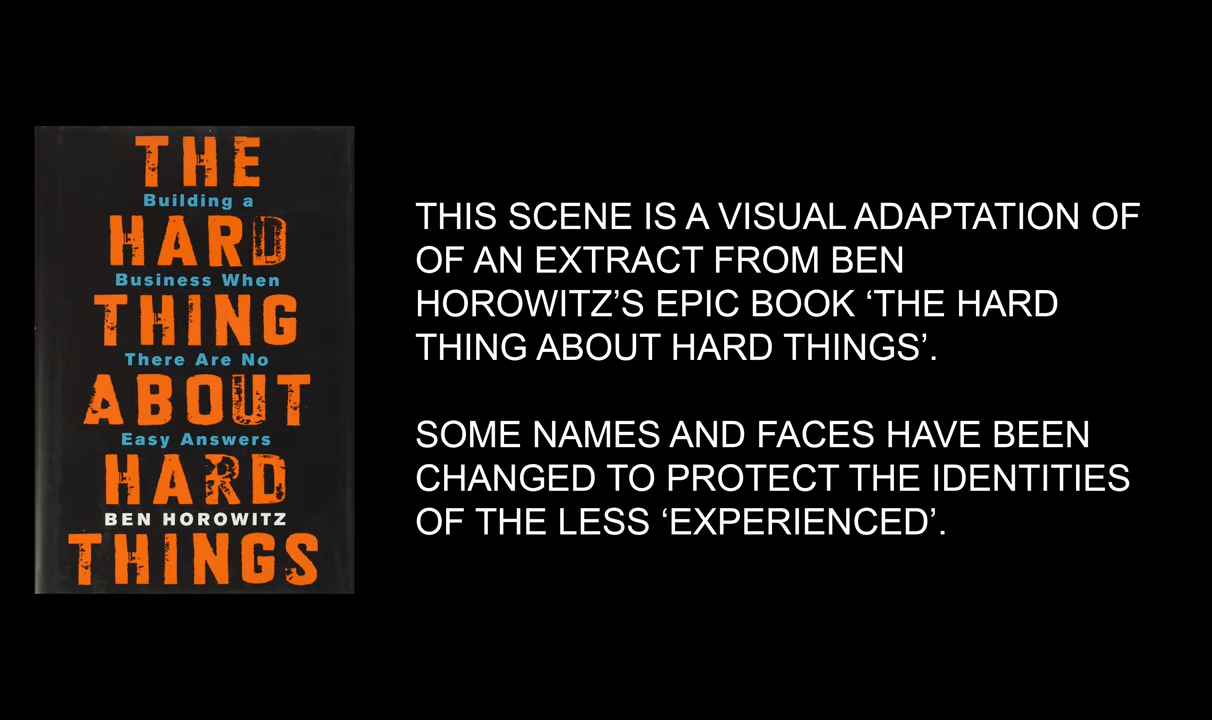 THE
Building a
HARD
Business When
THING
There Are No
ABOUT
Easy Answers
HARD
BEN HOROWITZ
THINGS
THIS SCENE IS A VISUAL ADAPTATION OF
OF AN EXTRACT FROM BEN
HOROWITZ’S EPIC BOOK ‘THE HARD
THING ABOUT HARD THINGS’.
SOME NAMES AND FACES HAVE BEEN
CHANGED TO PROTECT THE IDENTITIES
OF THE LESS ‘EXPERIENCED’.